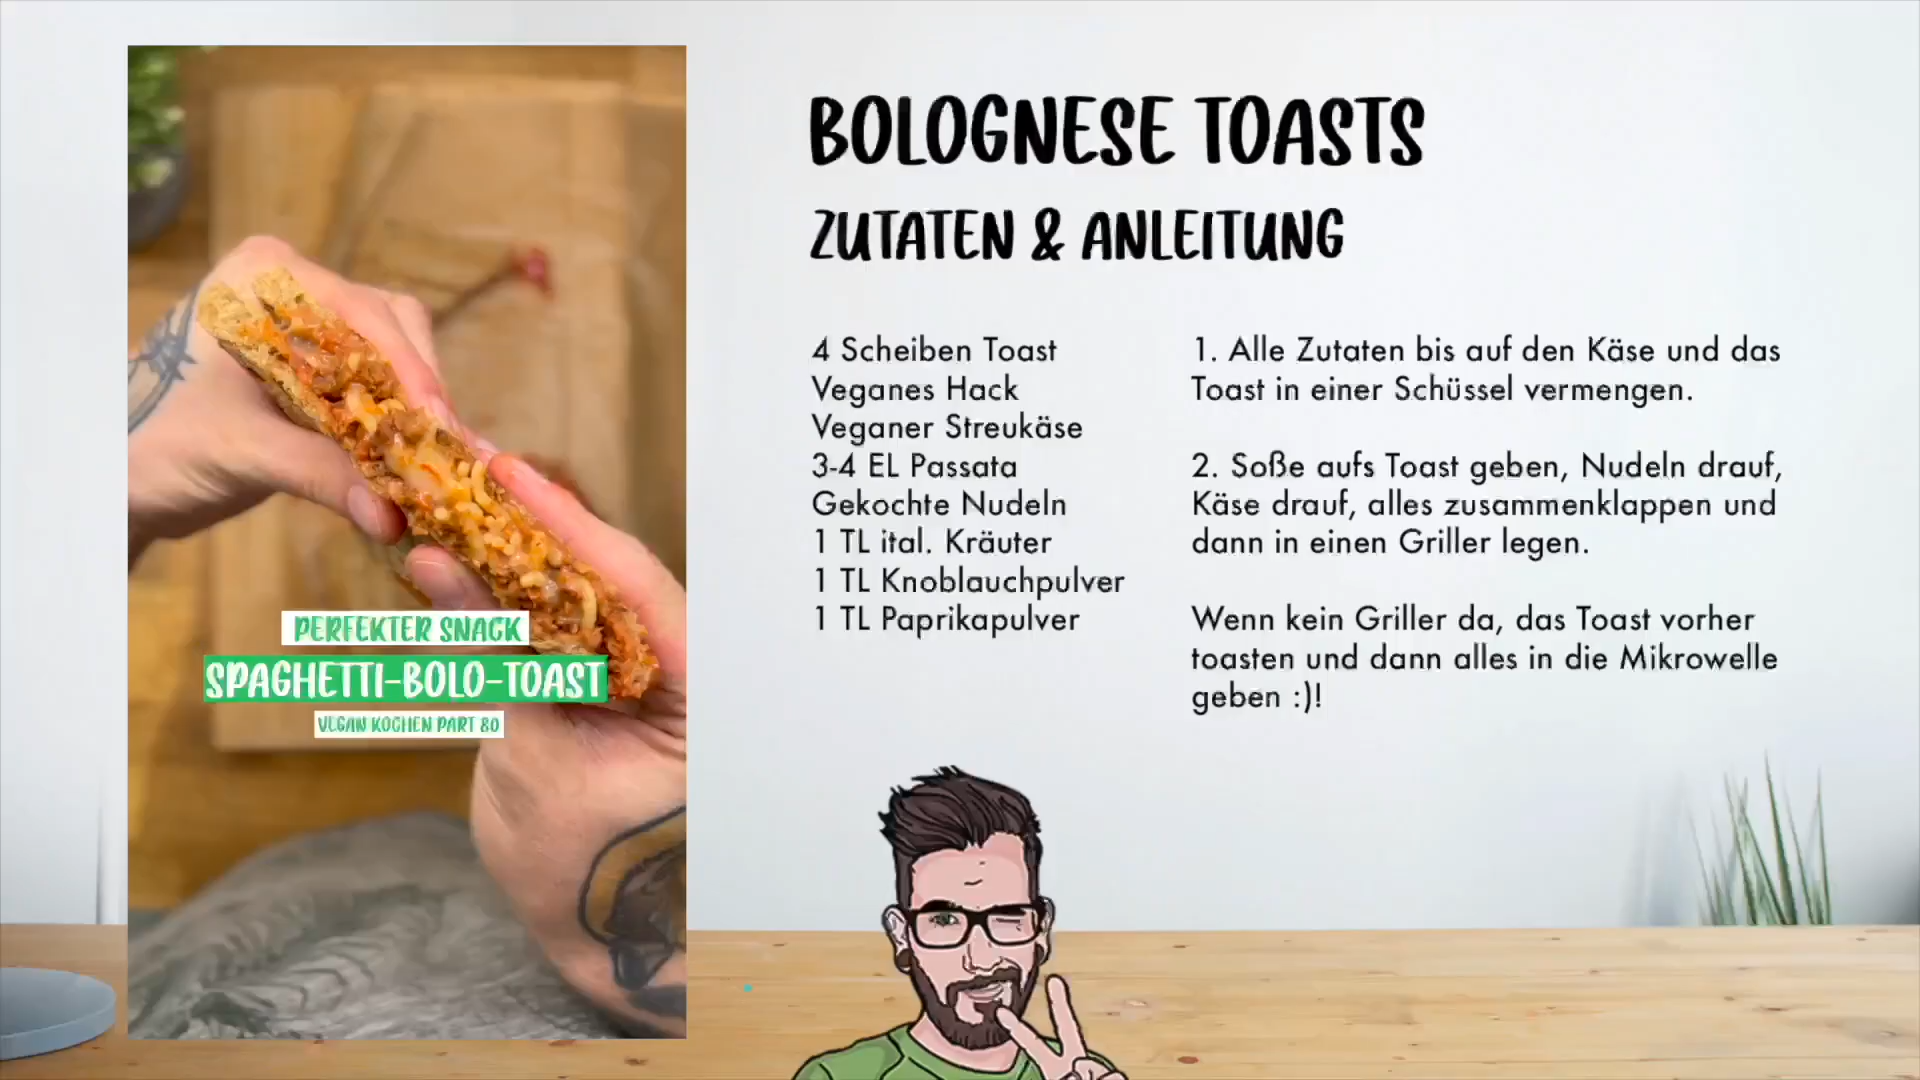 BOLOGNESE TOASTS
ZUTATEN & ANLEITUNG
4 Scheiben Toast
Veganes Hack
Veganer Streukäse
3-4 EL Passata
Gekochte Nudeln
1 TL ital. Kräuter
1 TL Knoblauchpulver
1 TL Paprikapulver
1. Alle Zutaten bis auf den Käse und das
Toast in einer Schüssel vermengen.
2. Soße aufs Toast geben, Nudeln drauf,
Käse drauf, alles zusammenklappen und
dann in einen Griller legen.
Wenn kein Griller da, das Toast vorher
toasten und dann alles in die Mikrowelle
geben :)!
PERFEKTER SNACK
SPAGHETTI-BOLO-TOAST
VEGAN KOCHEN PART 80